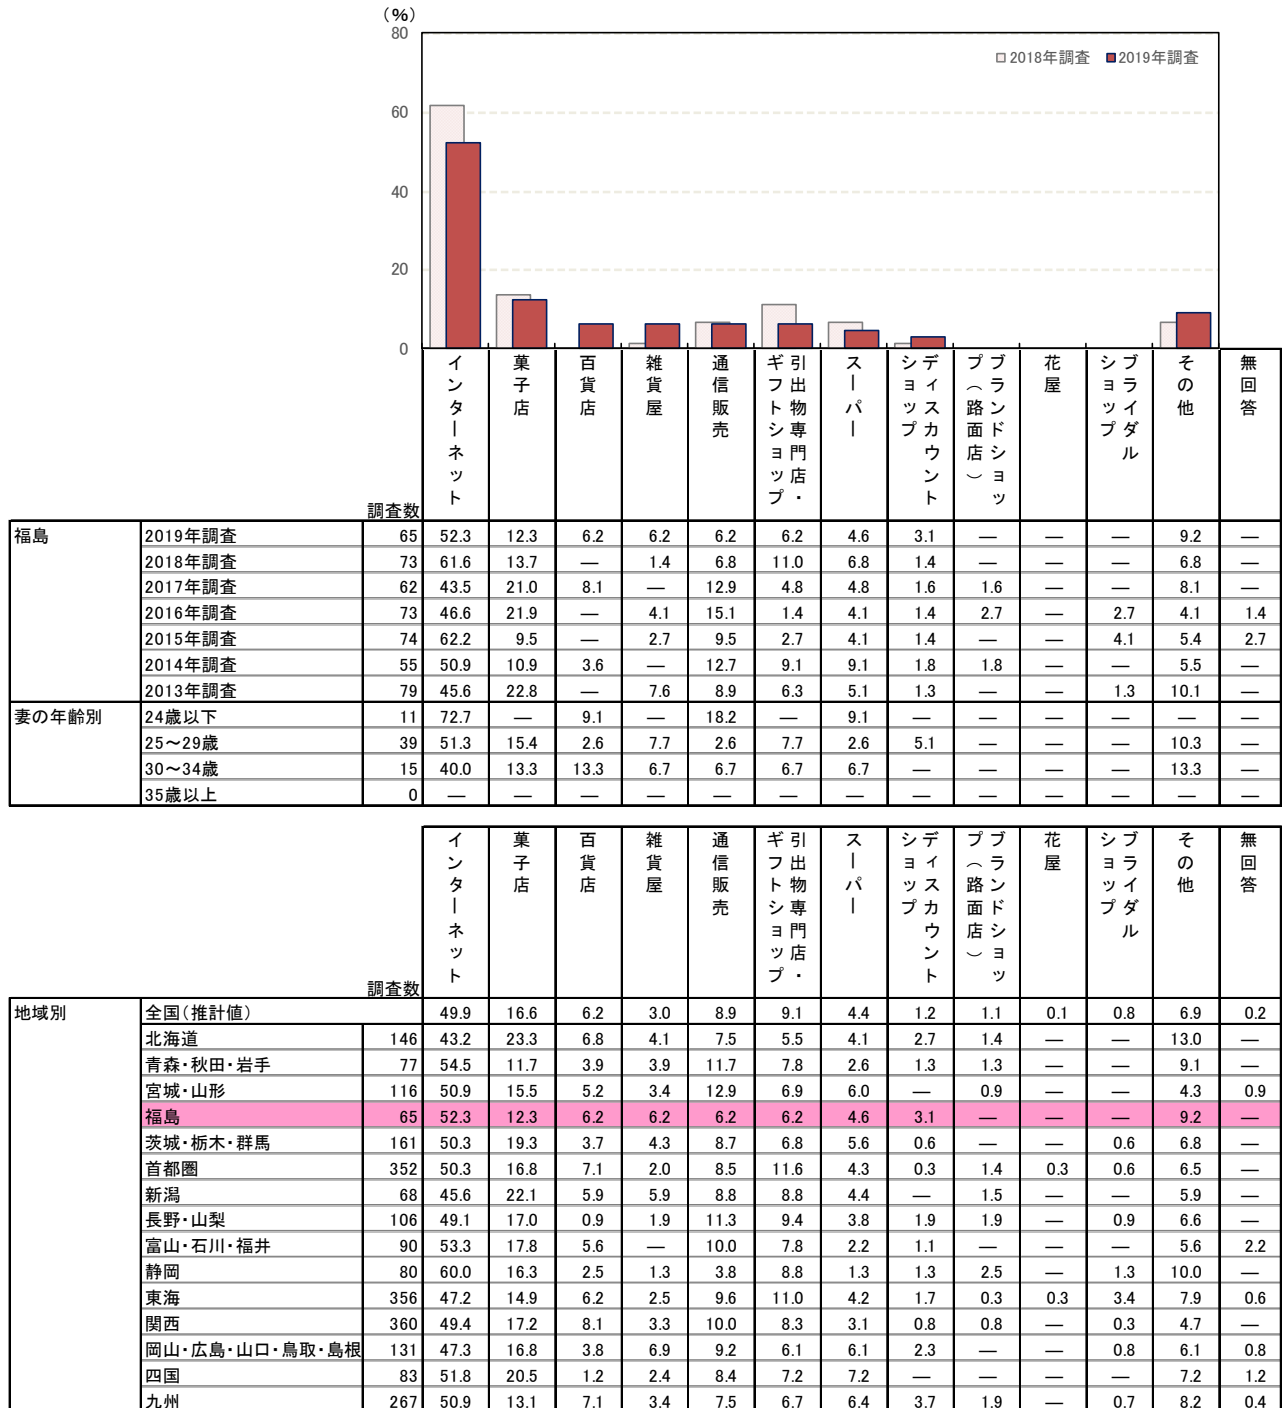 （％）
80
60
40
20
0
2018年調査 2019年調査
調査数 インターネット 菓子店 百貨店 雑貨屋 通信販売 引出物専門店・ギフトショップ スーパー ディスカウントショップ ブランドショップ（路面店） 花屋 ブライダルショップ その他 無回答
福島 2019年調査 65 52.3 12.3 6.2 6.2 6.2 6.2 4.6 3.1 — — — 9.2 —
2018年調査 73 61.6 13.7 — 1.4 6.8 11.0 6.8 1.4 — — — 6.8 —
2017年調査 62 43.5 21.0 8.1 — 12.9 4.8 4.8 1.6 1.6 — — 8.1 —
2016年調査 73 46.6 21.9 — 4.1 15.1 1.4 4.1 1.4 2.7 — 2.7 4.1 1.4
2015年調査 74 62.2 9.5 — 2.7 9.5 2.7 4.1 1.4 — — 4.1 5.4 2.7
2014年調査 55 50.9 10.9 3.6 — 12.7 9.1 9.1 1.8 1.8 — — 5.5 —
2013年調査 79 45.6 22.8 — 7.6 8.9 6.3 5.1 1.3 — — 1.3 10.1 —
妻の年齢別 24歳以下 11 72.7 — 9.1 — 18.2 — 9.1 — — — — — —
25～29歳 39 51.3 15.4 2.6 7.7 2.6 7.7 2.6 5.1 — — — 10.3 —
30～34歳 15 40.0 13.3 13.3 6.7 6.7 6.7 6.7 — — — — 13.3 —
35歳以上 0 — — — — — — — — — — — — —
調査数 インターネット 菓子店 百貨店 雑貨屋 通信販売 引出物専門店・ギフトショップ スーパー ディスカウントショップ ブランドショップ（路面店） 花屋 ブライダルショップ その他 無回答
地域別 全国（推計値） 49.9 16.6 6.2 3.0 8.9 9.1 4.4 1.2 1.1 0.1 0.8 6.9 0.2
北海道 146 43.2 23.3 6.8 4.1 7.5 5.5 4.1 2.7 1.4 — — 13.0 —
青森・秋田・岩手 77 54.5 11.7 3.9 3.9 11.7 7.8 2.6 1.3 1.3 — — 9.1 —
宮城・山形 116 50.9 15.5 5.2 3.4 12.9 6.9 6.0 — 0.9 — — 4.3 0.9
福島 65 52.3 12.3 6.2 6.2 6.2 6.2 4.6 3.1 — — — 9.2 —
茨城・栃木・群馬 161 50.3 19.3 3.7 4.3 8.7 6.8 5.6 0.6 — — 0.6 6.8 —
首都圏 352 50.3 16.8 7.1 2.0 8.5 11.6 4.3 0.3 1.4 0.3 0.6 6.5 —
新潟 68 45.6 22.1 5.9 5.9 8.8 8.8 4.4 — 1.5 — — 5.9 —
長野・山梨 106 49.1 17.0 0.9 1.9 11.3 9.4 3.8 1.9 1.9 — 0.9 6.6 —
富山・石川・福井 90 53.3 17.8 5.6 — 10.0 7.8 2.2 1.1 — — — 5.6 2.2
静岡 80 60.0 16.3 2.5 1.3 3.8 8.8 1.3 1.3 2.5 — 1.3 10.0 —
東海 356 47.2 14.9 6.2 2.5 9.6 11.0 4.2 1.7 0.3 0.3 3.4 7.9 0.6
関西 360 49.4 17.2 8.1 3.3 10.0 8.3 3.1 0.8 0.8 — 0.3 4.7 —
岡山・広島・山口・鳥取・島根 131 47.3 16.8 3.8 6.9 9.2 6.1 6.1 2.3 — — 0.8 6.1 0.8
四国 83 51.8 20.5 1.2 2.4 8.4 7.2 7.2 — — — — 7.2 1.2
九州 267 50.9 13.1 7.1 3.4 7.5 6.7 6.4 3.7 1.9 — 0.7 8.2 0.4